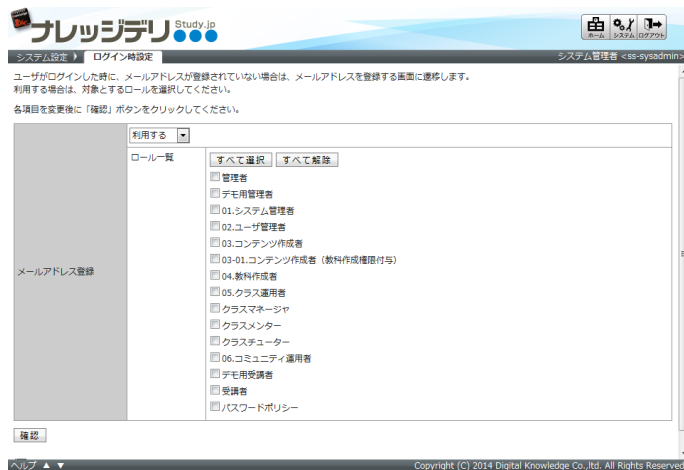 ナレッジデリ Study.jp
ホーム システム ログアウト
システム設定 ログイン時設定 システム管理者 <ss-sysadmin>
ユーザがログインした時に、メールアドレスが登録されていない場合は、メールアドレスを登録する画面に遷移します。
利用する場合は、対象とするロールを選択してください。
各項目を変更後に「確認」ボタンをクリックしてください。
利用する
ロール一覧 すべて選択 すべて解除
管理者
デモ用管理者
01.システム管理者
02.ユーザ管理者
03.コンテンツ作成者
03-01.コンテンツ作成者（教科作成権限付与）
メールアドレス登録
04.教科作成者
05.クラス運用者
クラスマネージャ
クラスメンター
クラスチューター
06.コミュニティ運用者
デモ用受講者
受講者
パスワードポリシー
確認
ヘルプ ▲ ▼ Copyright (C) 2014 Digital Knowledge Co.,ltd. All Rights Reserved